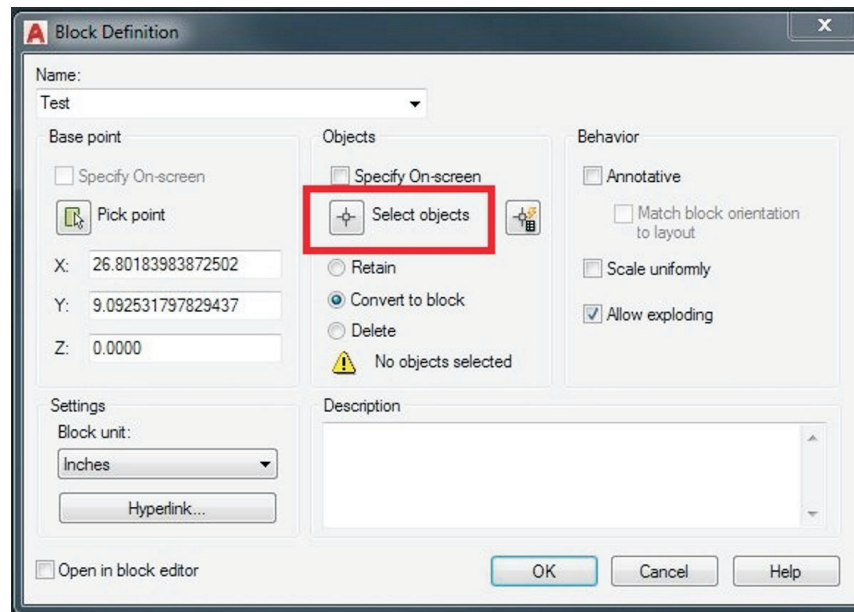 Block Definition
Name:
Test
Base point
Specify On-screen
Pick point
X: 26.80183983872502
Y: 9.092531797829437
Z: 0.0000
Objects
Specify On-screen
Select objects
Retain
Convert to block
Delete
No objects selected
Behavior
Annotative
Match block orientation
to layout
Scale uniformly
Allow exploding
Settings
Block unit:
Inches
Hyperlink...
Description
Open in block editor
OK
Cancel
Help